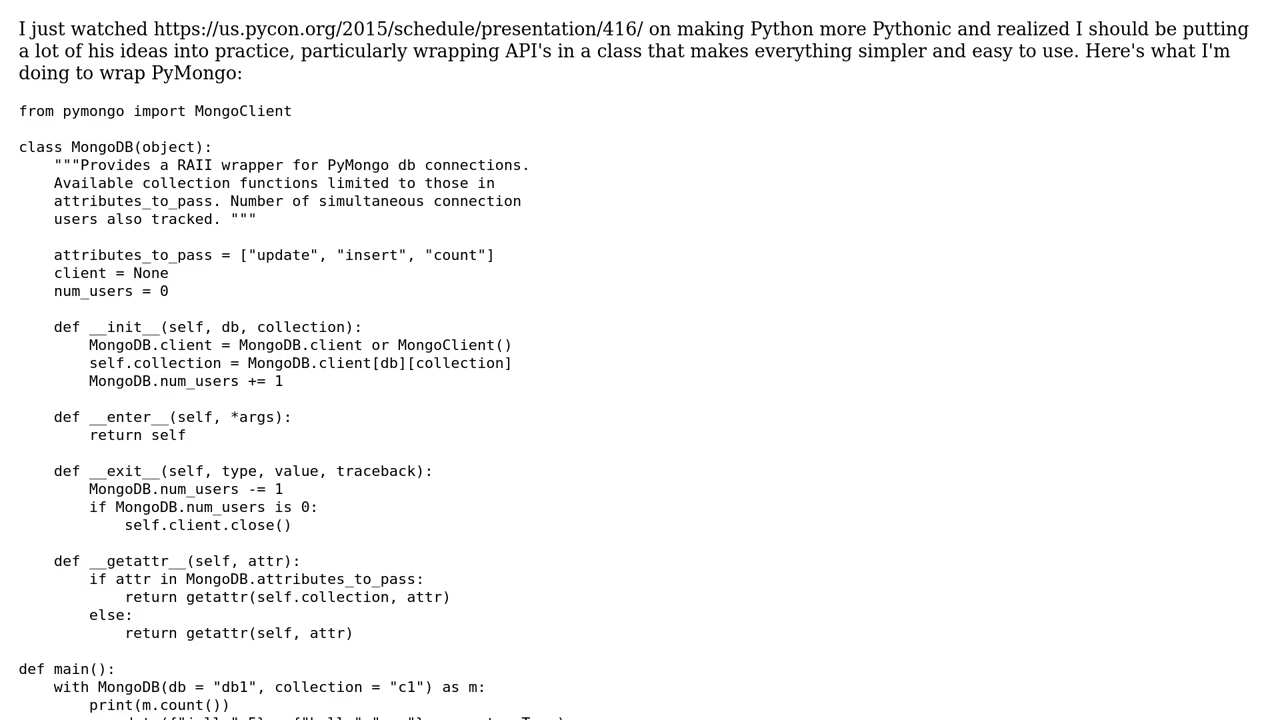 I just watched https://us.pycon.org/2015/schedule/presentation/416/ on making Python more Pythonic and realized I should be putting
a lot of his ideas into practice, particularly wrapping API's in a class that makes everything simpler and easy to use. Here's what I'm
doing to wrap PyMongo:
from pymongo import MongoClient
class MongoDB(object):
    """Provides a RAII wrapper for PyMongo db connections.
    Available collection functions limited to those in
    attributes_to_pass. Number of simultaneous connection
    users also tracked. """
    attributes_to_pass = ["update", "insert", "count"]
    client = None
    num_users = 0
    def __init__(self, db, collection):
        MongoDB.client = MongoDB.client or MongoClient()
        self.collection = MongoDB.client[db][collection]
        MongoDB.num_users += 1
    def __enter__(self, *args):
        return self
    def __exit__(self, type, value, traceback):
        MongoDB.num_users -= 1
        if MongoDB.num_users is 0:
            self.client.close()
    def __getattr__(self, attr):
        if attr in MongoDB.attributes_to_pass:
            return getattr(self.collection, attr)
        else:
            return getattr(self, attr)
def main():
    with MongoDB(db = "db1", collection = "c1") as m:
        print(m.count())